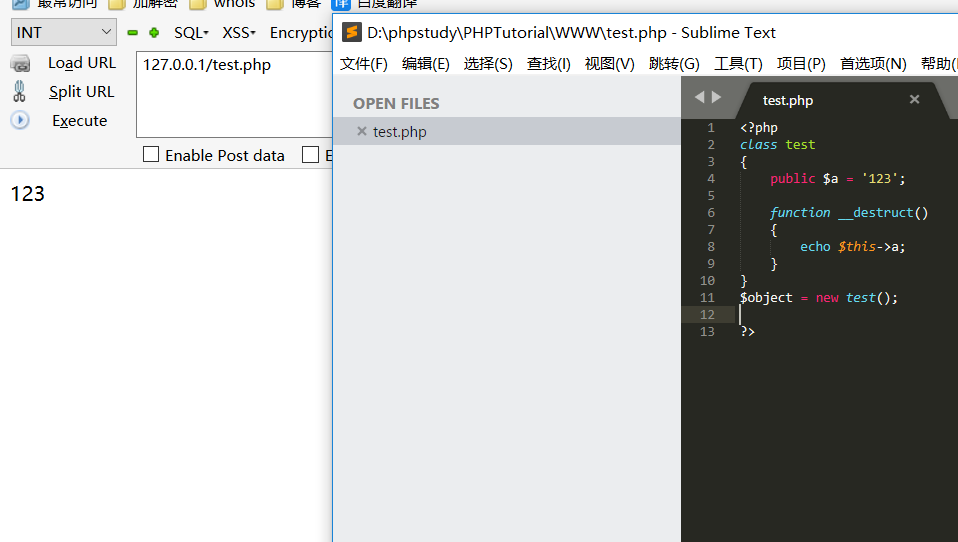 最常访问 加解密 whois 博客 译 百度翻译
INT SQL XSS Encryptic
Load URL
Split URL
Execute
127.0.0.1/test.php
Enable Post data
123
D:\phpstudy\PHPTutorial\WWW\test.php - Sublime Text
文件(F) 编辑(E) 选择(S) 查找(I) 视图(V) 跳转(G) 工具(T) 项目(P) 首选项(N) 帮助(
OPEN FILES
test.php
test.php
1 <?php
2 class test
3 {
4 public $a = '123';
5
6 function __destruct()
7 {
8 echo $this->a;
9 }
10 }
11 $object = new test();
12
13 ?>